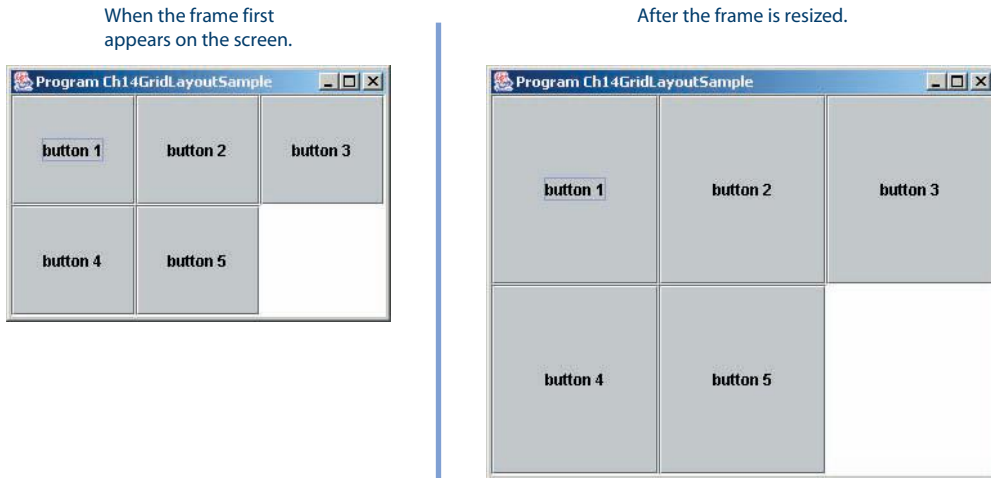 When the frame first
appears on the screen.
Program Ch14GridLayoutSample
button 1 button 2 button 3
button 4 button 5
After the frame is resized.
Program Ch14GridLayoutSample
button 1 button 2 button 3
button 4 button 5